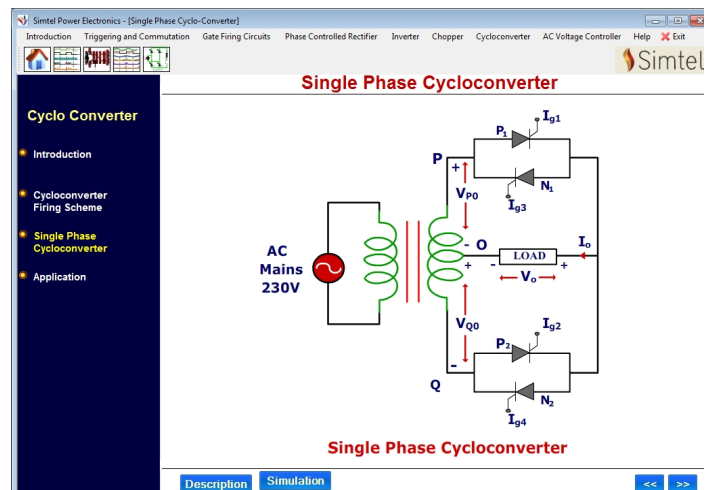 Simtel Power Electronics - [Single Phase Cyclo-Converter]
Introduction Triggering and Commutation Gate Firing Circuits Phase Controlled Rectifier Inverter Chopper Cycloconverter AC Voltage Controller Help Exit
Simtel
Single Phase Cycloconverter
Cyclo Converter
Introduction
Cycloconverter
Firing Scheme
Single Phase
Cycloconverter
Application
AC
Mains
230V
P
+
VP0
-
O
+
VQ0
-
Q
P1
Ig1
N1
Ig3
LOAD
Io
- Vo +
P2
Ig2
N2
Ig4
Single Phase Cycloconverter
Description Simulation << >>